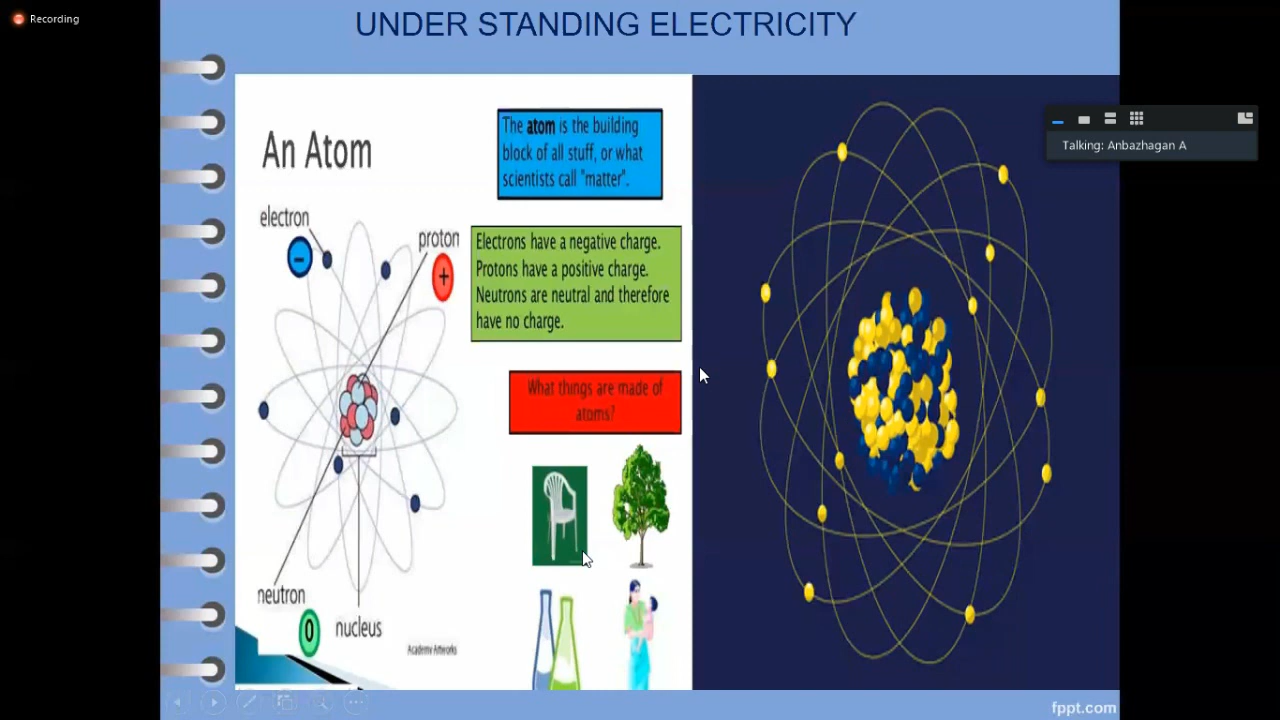 Recording
UNDER STANDING ELECTRICITY
An Atom
The atom is the building
block of all stuff, or what
scientists call "matter".
Talking: Anbazhagan A
electron
−
proton
+
Electrons have a negative charge.
Protons have a positive charge.
Neutrons are neutral and therefore
have no charge.
What things are made of
atoms?
neutron
0
nucleus
Academy Artworks
fppt.com